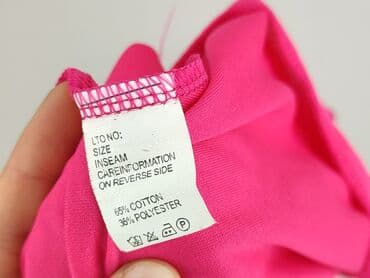 LTO NO:
SIZE
INSEAM
CAREINFORMATION
ON REVERSE SIDE
65% COTTON
35% POLYESTER
P